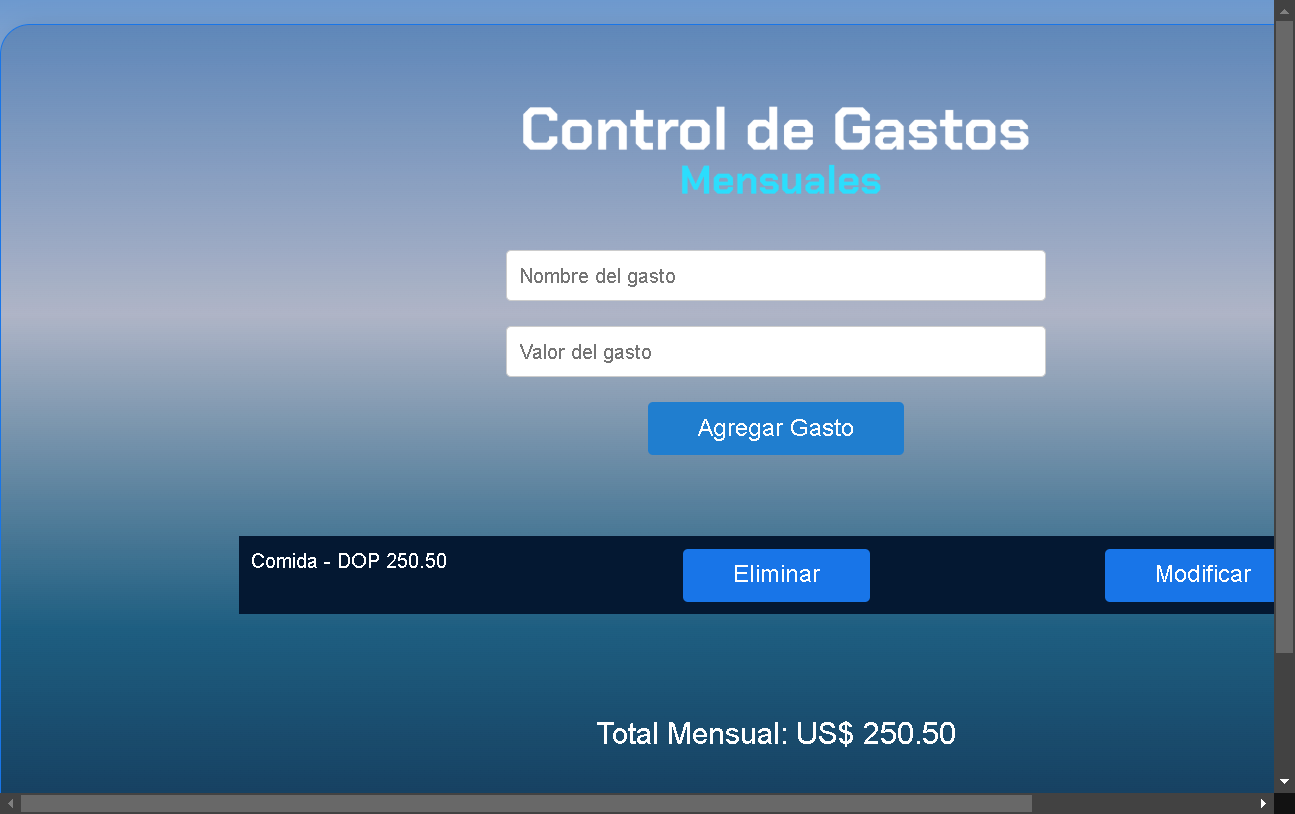 Control de Gastos
Mensuales
Nombre del gasto
Valor del gasto
Agregar Gasto
Comida - DOP 250.50 Eliminar Modificar
Total Mensual: US$ 250.50